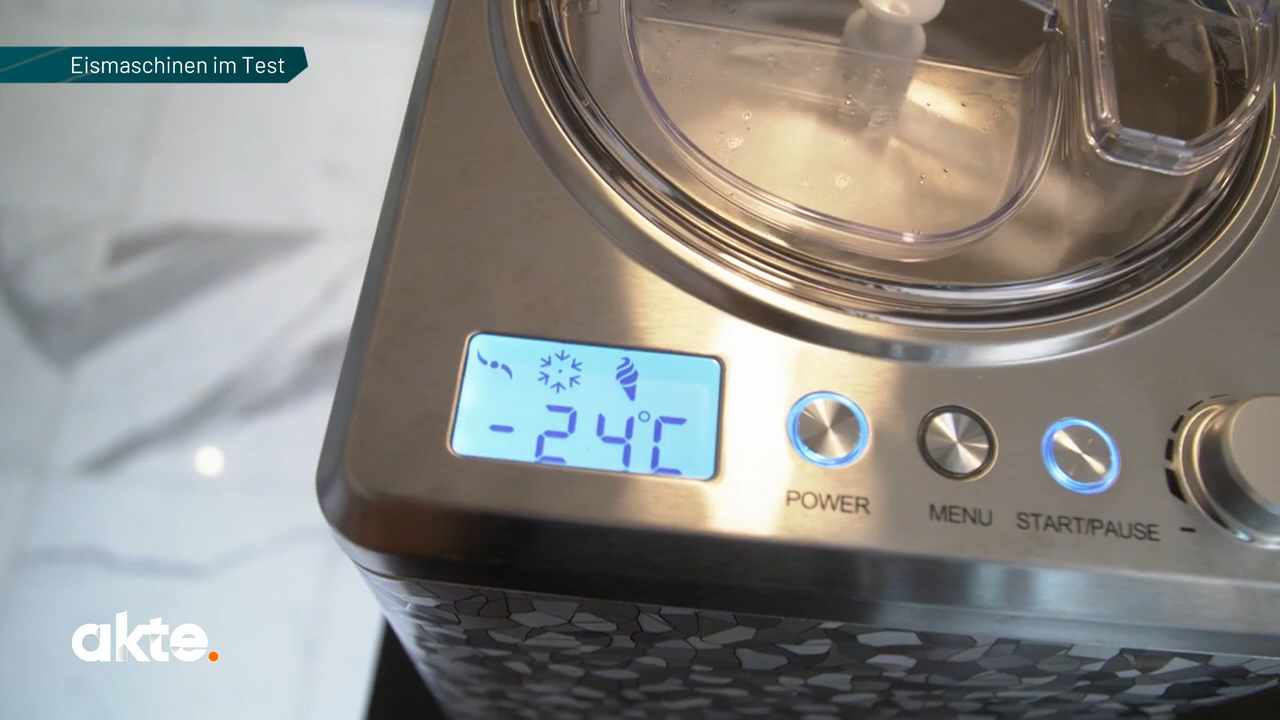 Eismaschinen im Test
-24°C
POWER
MENU
START/PAUSE
-
akte.